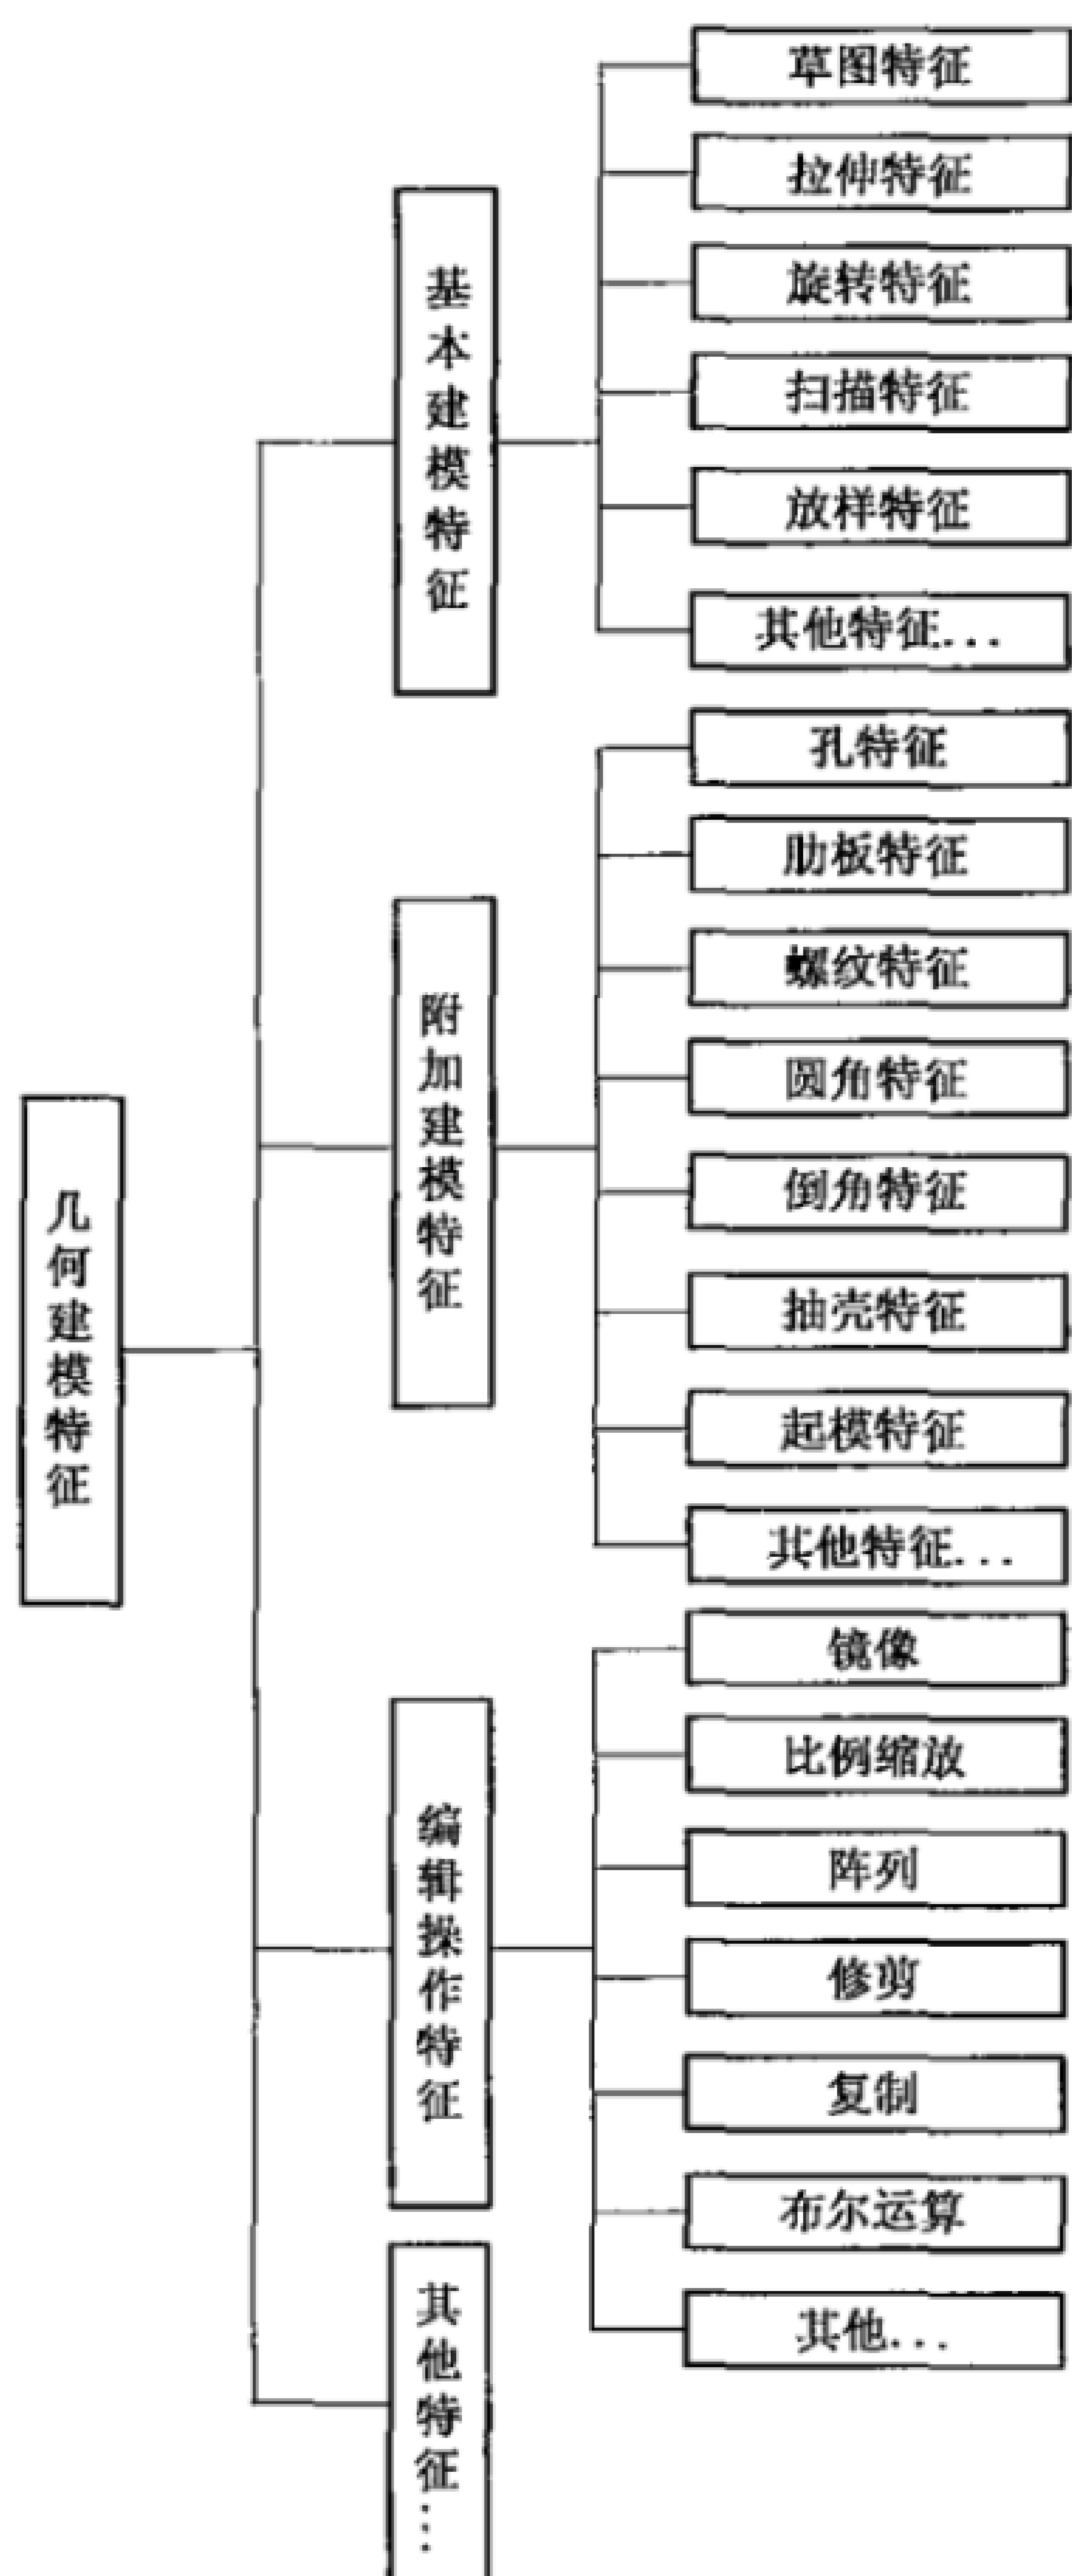 几何建模特征
基本建模特征
草图特征
拉伸特征
旋转特征
扫描特征
放样特征
其他特征...
附加建模特征
孔特征
肋板特征
螺纹特征
圆角特征
倒角特征
抽壳特征
起模特征
其他特征...
编辑操作特征
镜像
比例缩放
阵列
修剪
复制
布尔运算
其他...
其他特征...